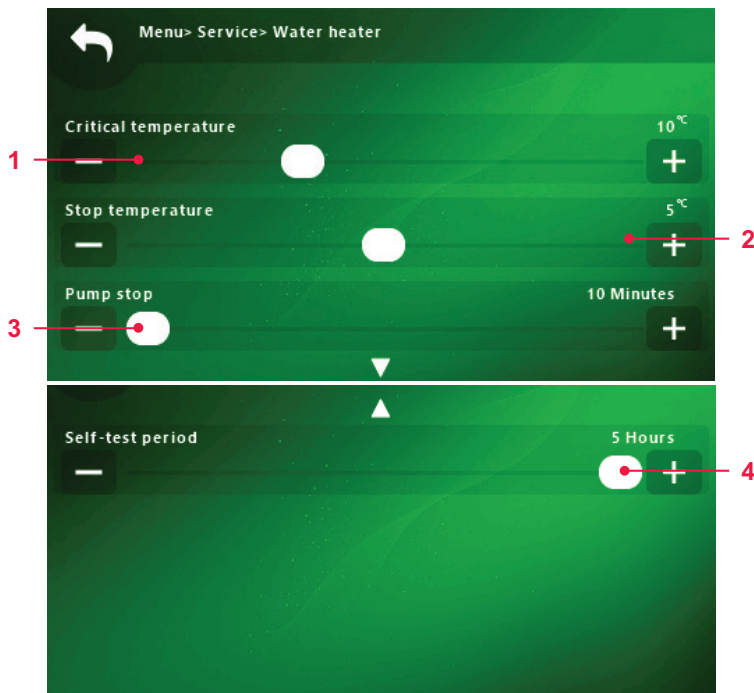 Menu> Service> Water heater
Critical temperature 10℃
1
Stop temperature 5℃
2
Pump stop 10 Minutes
3
Self-test period 5 Hours
4